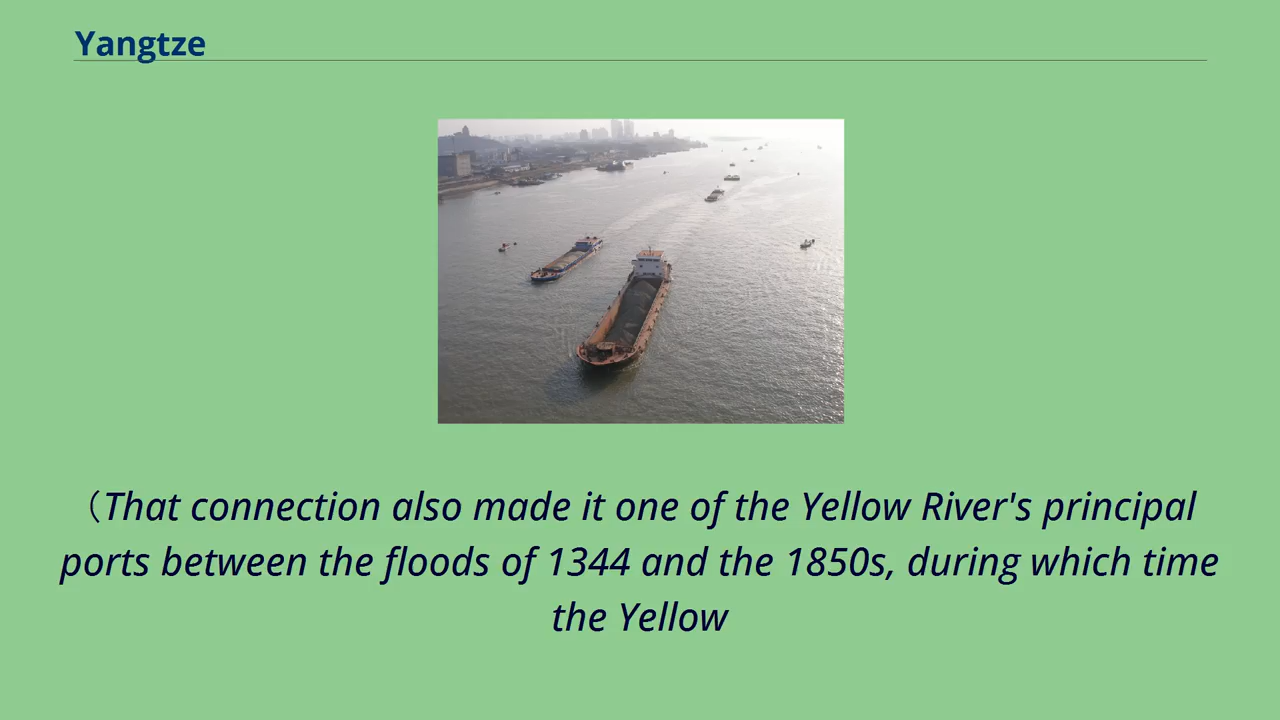 Yangtze
（That connection also made it one of the Yellow River's principal
ports between the floods of 1344 and the 1850s, during which time
the Yellow